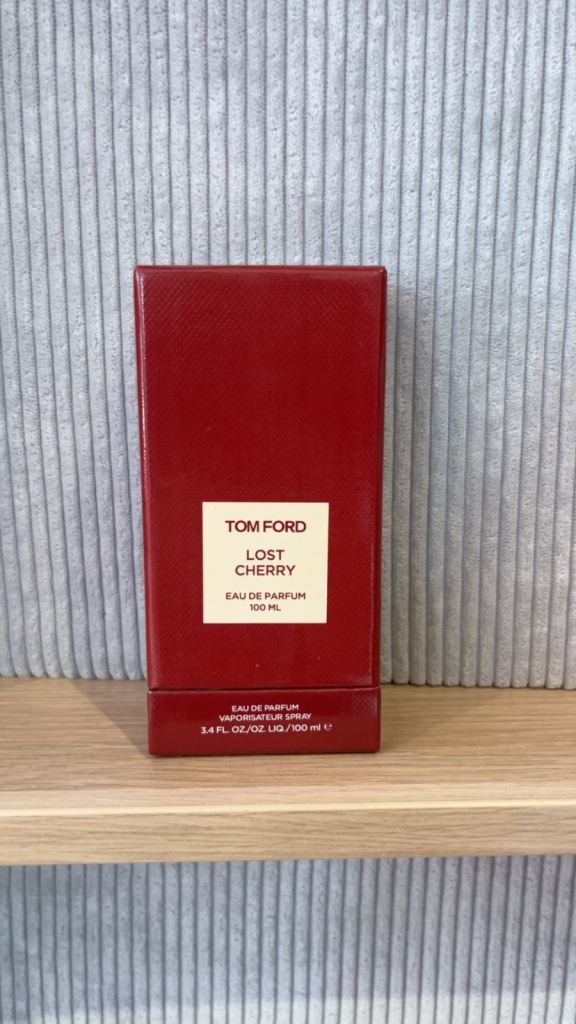 TOM FORD
LOST
CHERRY
EAU DE PARFUM
100 ML
EAU DE PARFUM
VAPORISATEUR SPRAY
3.4 FL. OZ./OZ. LIQ./100 ml ℮